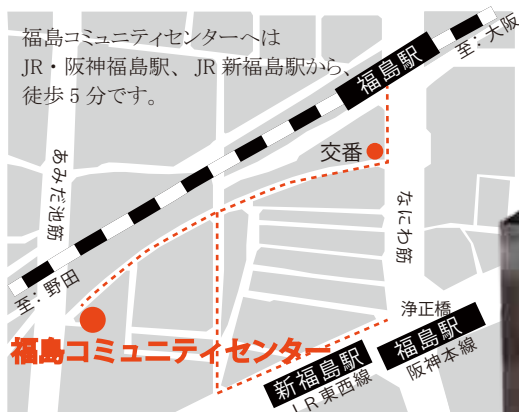 福島コミュニティセンターへは
JR・阪神福島駅、JR 新福島駅から、
徒歩 5 分です。
至：大阪
福島駅
交番
あみだ池筋
なにわ筋
至：野田
浄正橋
福島コミュニティセンター
新福島駅
JR東西線
福島駅
阪神本線